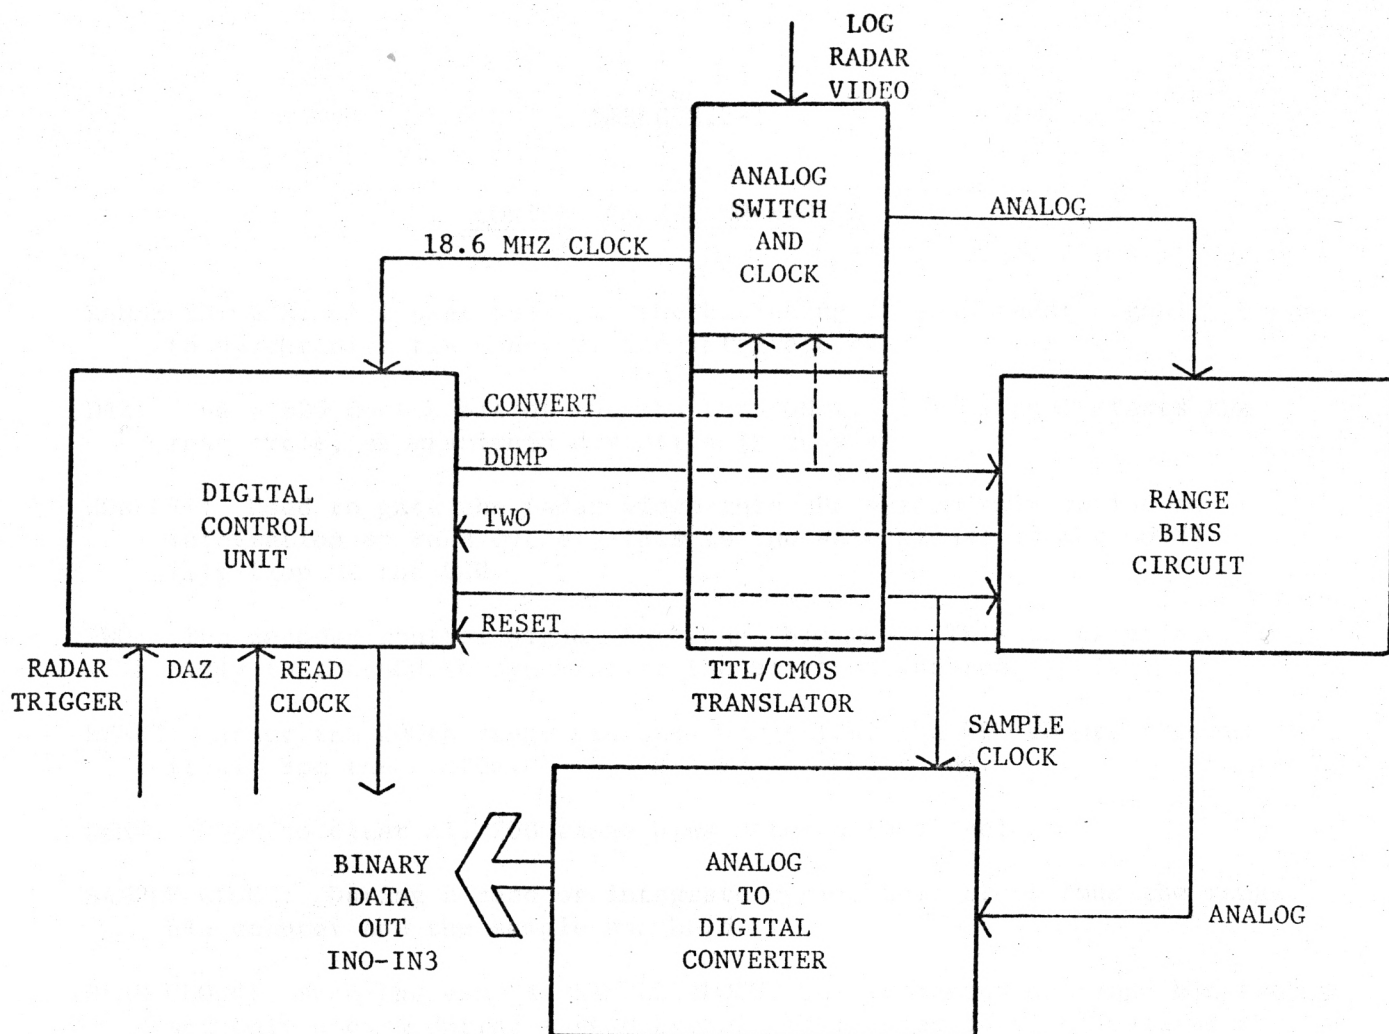 LOG
RADAR
VIDEO
ANALOG
SWITCH
AND
CLOCK
ANALOG
18.6 MHZ CLOCK
CONVERT
DUMP
TWO
RESET
DIGITAL
CONTROL
UNIT
RANGE
BINS
CIRCUIT
RADAR
TRIGGER
DAZ
READ
CLOCK
TTL/CMOS
TRANSLATOR
SAMPLE
CLOCK
BINARY
DATA
OUT
INO-IN3
ANALOG
TO
DIGITAL
CONVERTER
ANALOG